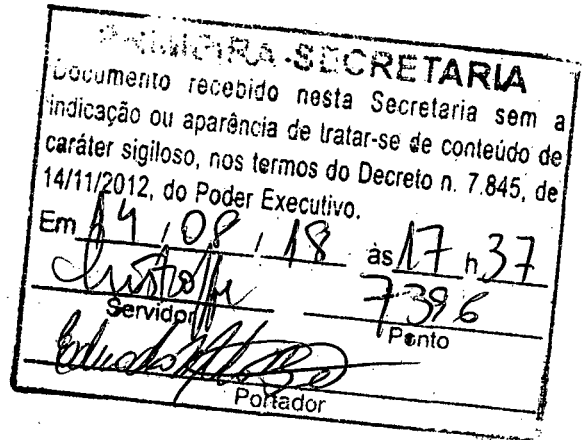 PRIMEIRA-SECRETARIA
Documento recebido nesta Secretaria sem a
indicação ou aparência de tratar-se de conteúdo de
caráter sigiloso, nos termos do Decreto n. 7.845, de
14/11/2012, do Poder Executivo.
Em 14 / 08 / 18 às 17 h 37
7396
Servidor Ponto
Portador